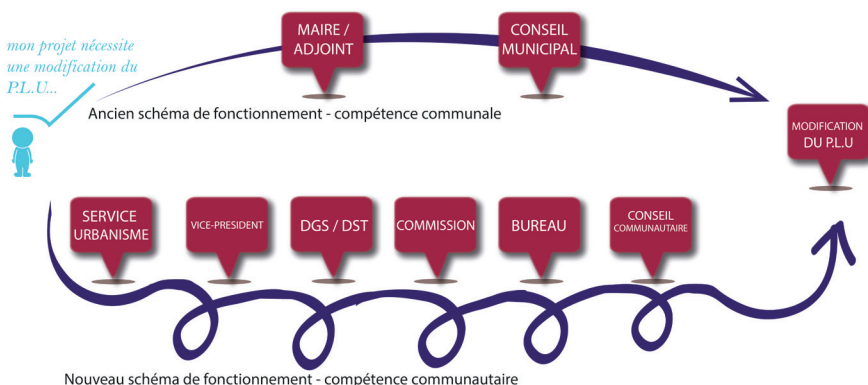 mon projet nécessite
une modification du
P.L.U...
MAIRE /
ADJOINT
CONSEIL
MUNICIPAL
Ancien schéma de fonctionnement - compétence communale
MODIFICATION
DU P.L.U
SERVICE
URBANISME
VICE-PRESIDENT
DGS / DST
COMMISSION
BUREAU
CONSEIL
COMMUNAUTAIRE
Nouveau schéma de fonctionnement - compétence communautaire